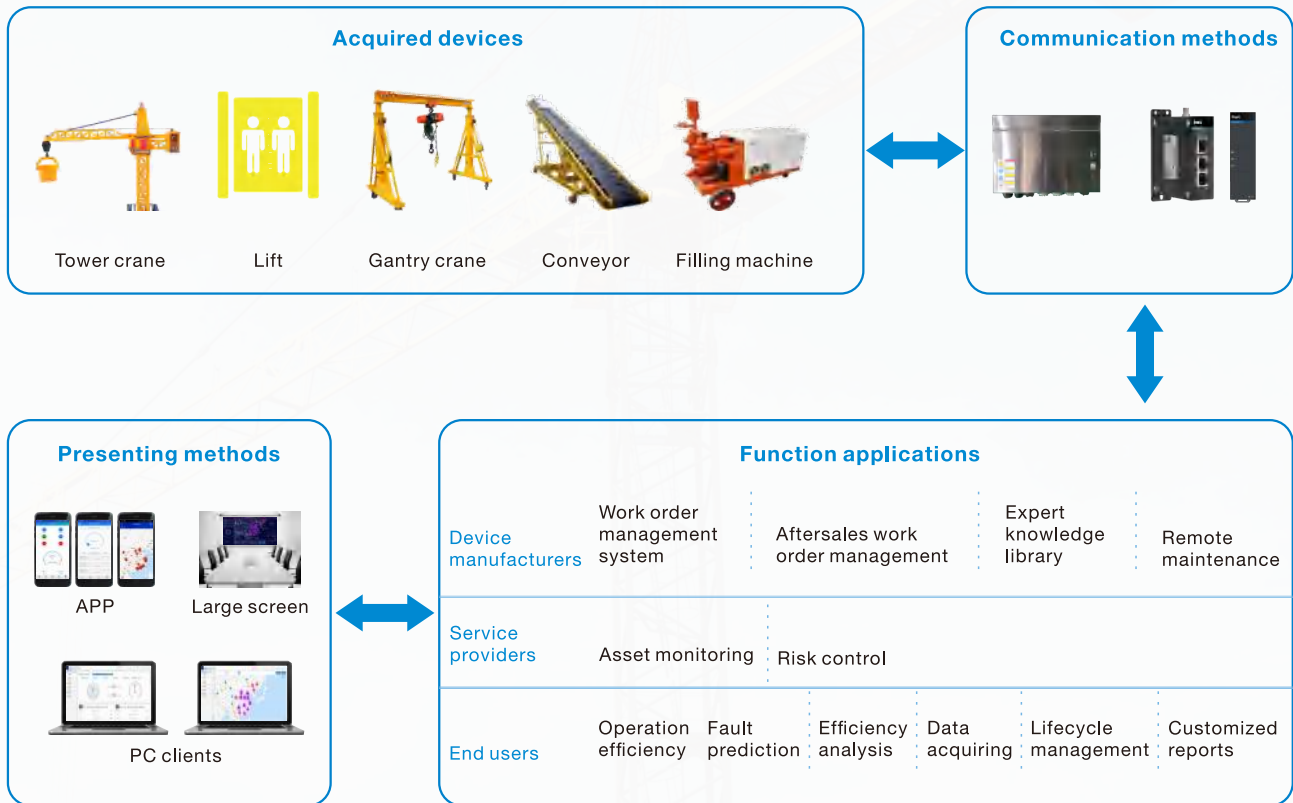 Acquired devices
Tower crane
Lift
Gantry crane
Conveyor
Filling machine
Communication methods
Presenting methods
APP
Large screen
PC clients
Function applications
Device
manufacturers
Work order
management
system
Aftersales work
order management
Expert
knowledge
library
Remote
maintenance
Service
providers
Asset monitoring
Risk control
End users
Operation
efficiency
Fault
prediction
Efficiency
analysis
Data
acquiring
Lifecycle
management
Customized
reports